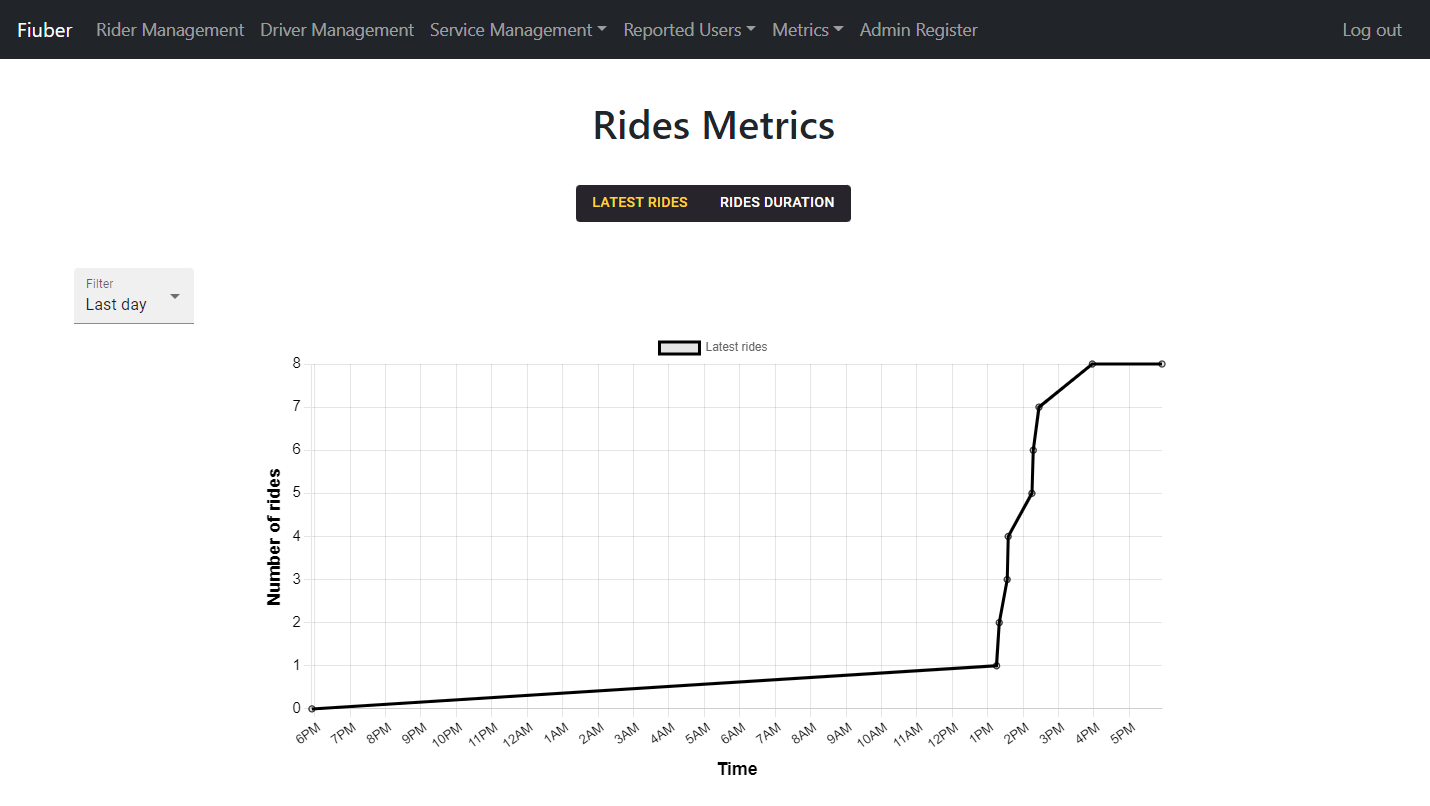 Fiuber Rider Management Driver Management Service Management Reported Users Metrics Admin Register Log out
Rides Metrics
LATEST RIDES RIDES DURATION
Filter
Last day
Latest rides
8
7
6
5
4
3
2
1
0
Number of rides
6PM 7PM 8PM 9PM 10PM 11PM 12AM 1AM 2AM 3AM 4AM 5AM 6AM 7AM 8AM 9AM 10AM 11AM 12PM 1PM 2PM 3PM 4PM 5PM
Time